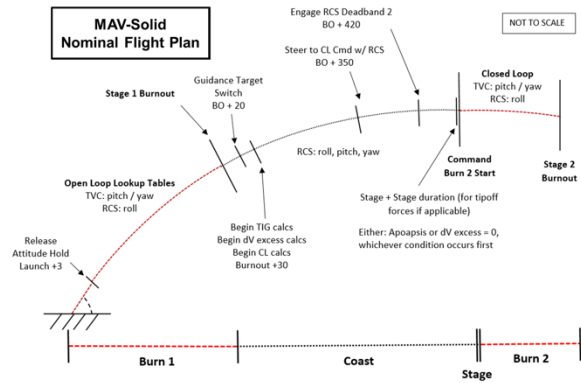 MAV-Solid
Nominal Flight Plan
NOT TO SCALE
Engage RCS Deadband 2
BO + 420
Steer to CL Cmd w/ RCS
BO + 350
Closed Loop
TVC: pitch / yaw
RCS: roll
Guidance Target
Switch
BO + 20
Stage 1 Burnout
RCS: roll, pitch, yaw
Command
Burn 2 Start
Stage 2
Burnout
Open Loop Lookup Tables
TVC: pitch / yaw
RCS: roll
Stage + Stage duration (for tipoff
forces if applicable)
Either: Apoapsis or dV excess = 0,
whichever condition occurs first
Begin TIG calcs
Begin dV excess calcs
Begin CL calcs
Burnout +30
Release
Attitude Hold
Launch +3
Burn 1
Coast
Stage
Burn 2